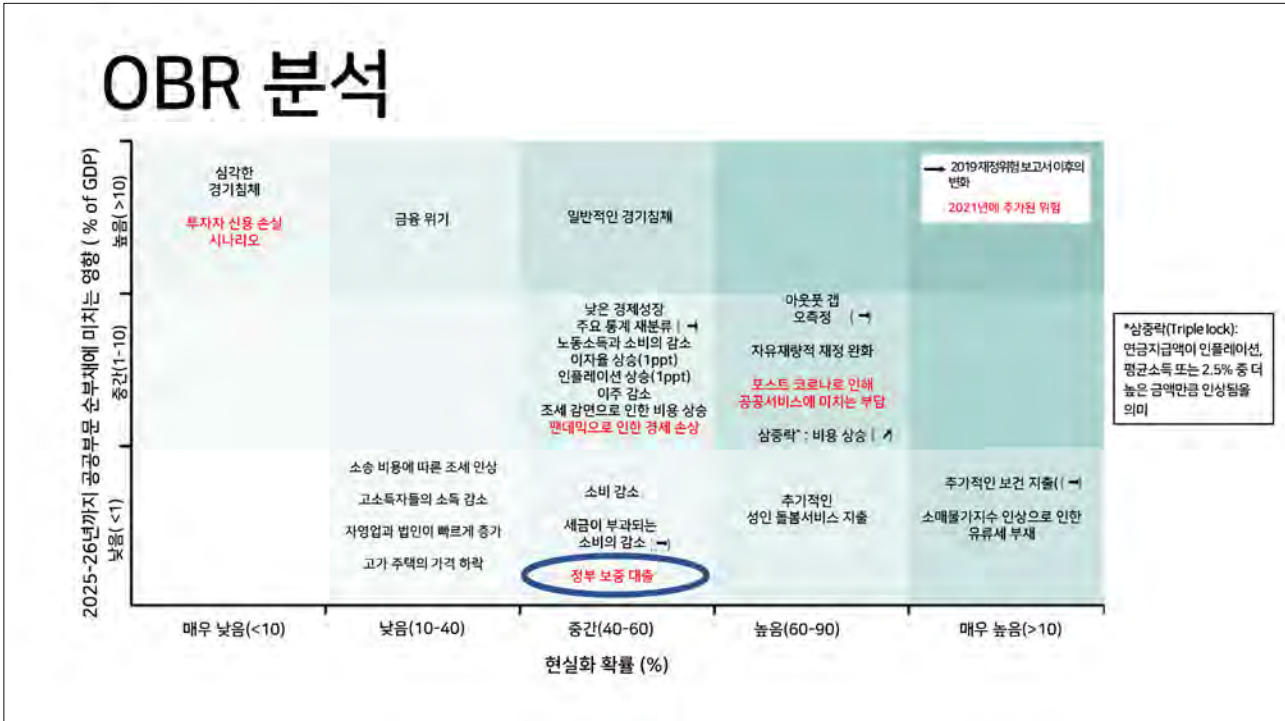 OBR 분석
2025-26년까지 공공부문 순부채에 미치는 영향 ( % of GDP)
높음( >10)
중간(1-10)
낮음( <1)
심각한
경기침체
투자자 신용 손실
시나리오
금융 위기
일반적인 경기침체
2019 재정위험 보고서 이후의
변화
2021년에 추가된 위험
낮은 경제성장
주요 통계 재분류 (
노동소득과 소비의 감소
이자율 상승(1ppt)
인플레이션 상승(1ppt)
이주 감소
조세 감면으로 인한 비용 상승
팬데믹으로 인한 경세 손상
아웃풋 갭
오측정 (→)
자유재량적 재정 완화
포스트 코로나로 인해
공공서비스에 미치는 부담
삼중락* : 비용 상승 ( ↗
*삼중락(Triple lock):
연금지급액이 인플레이션,
평균소득 또는 2.5% 중 더
높은 금액만큼 인상됨을
의미
소송 비용에 따른 조세 인상
고소득자들의 소득 감소
자영업과 법인이 빠르게 증가
고가 주택의 가격 하락
소비 감소
세금이 부과되는
소비의 감소 (→)
정부 보증 대출
추가적인
성인 돌봄서비스 지출
추가적인 보건 지출( (→)
소매물가지수 인상으로 인한
유류세 부재
매우 낮음(<10)
낮음(10-40)
중간(40-60)
높음(60-90)
매우 높음(>10)
현실화 확률 (%)